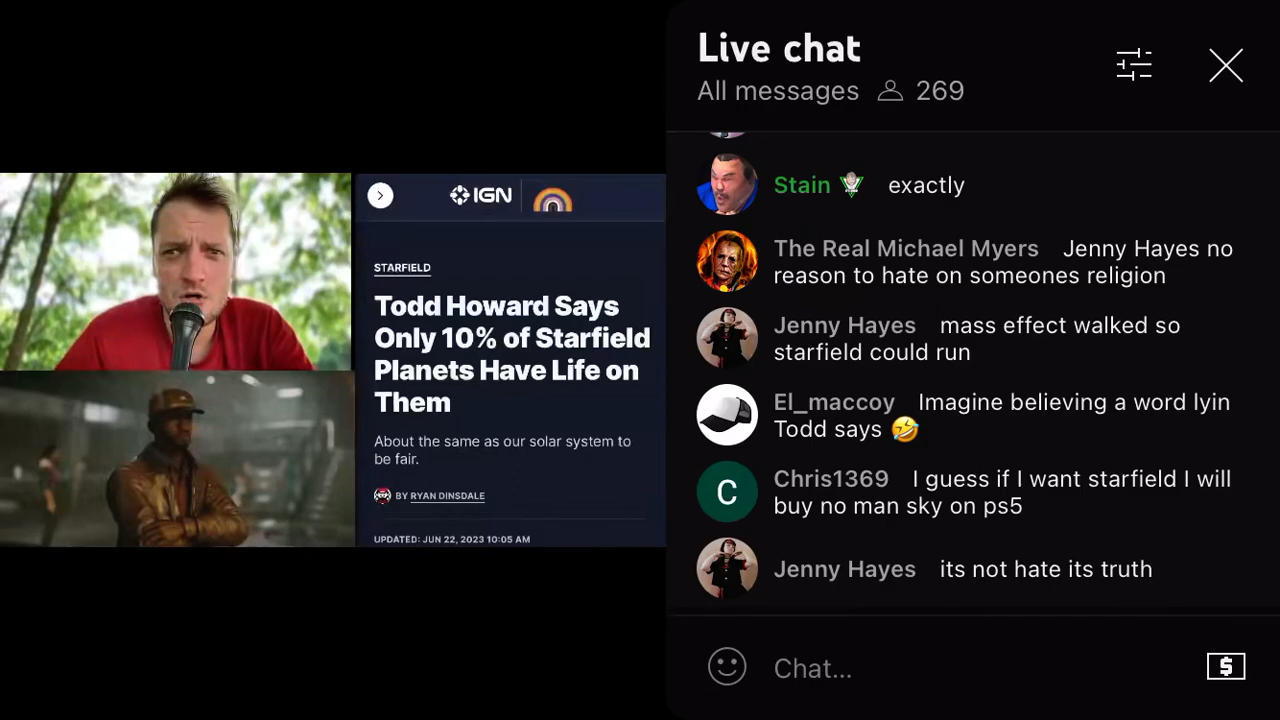 IGN
STARFIELD
Todd Howard Says
Only 10% of Starfield
Planets Have Life on
Them
About the same as our solar system to
be fair.
BY RYAN DINSDALE
UPDATED: JUN 22, 2023 10:05 AM
Live chat
All messages 269
Stain exactly
The Real Michael Myers Jenny Hayes no
reason to hate on someones religion
Jenny Hayes mass effect walked so
starfield could run
El_maccoy Imagine believing a word lyin
Todd says 🤣
C
Chris1369 I guess if I want starfield I will
buy no man sky on ps5
Jenny Hayes its not hate its truth
Chat...
$